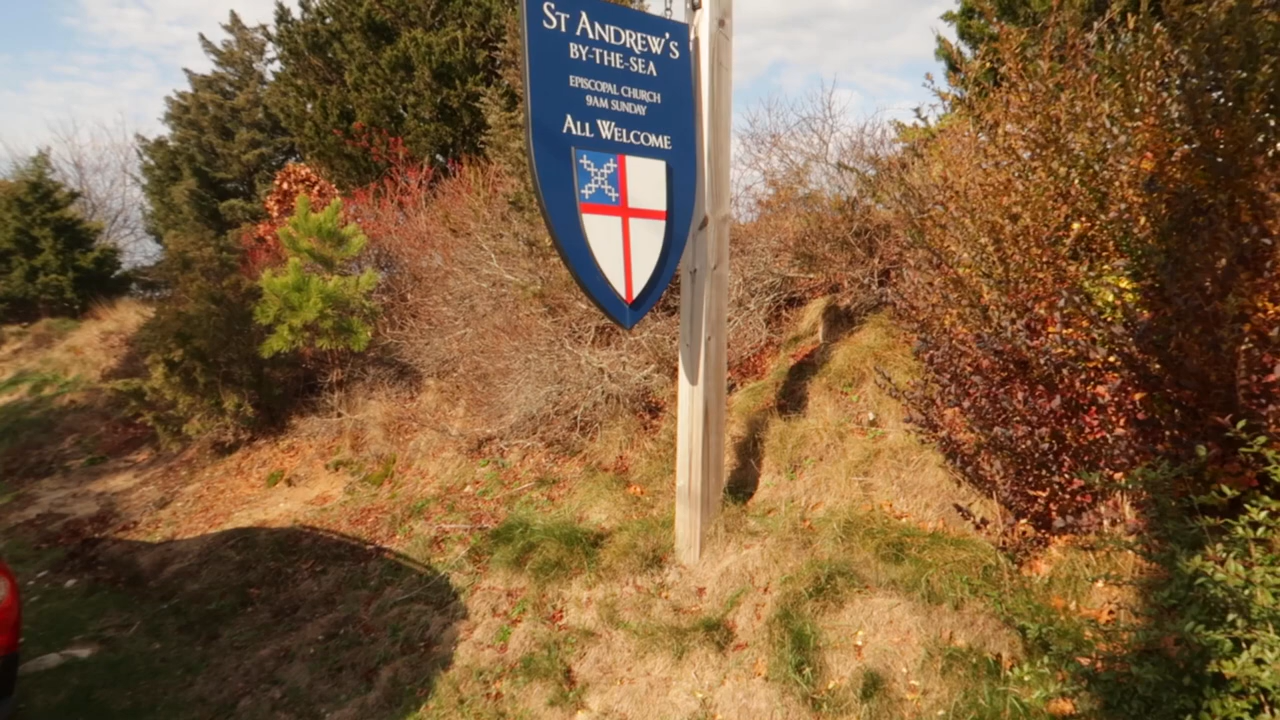 ST ANDREW'S
BY-THE-SEA
EPISCOPAL CHURCH
9AM SUNDAY
ALL WELCOME